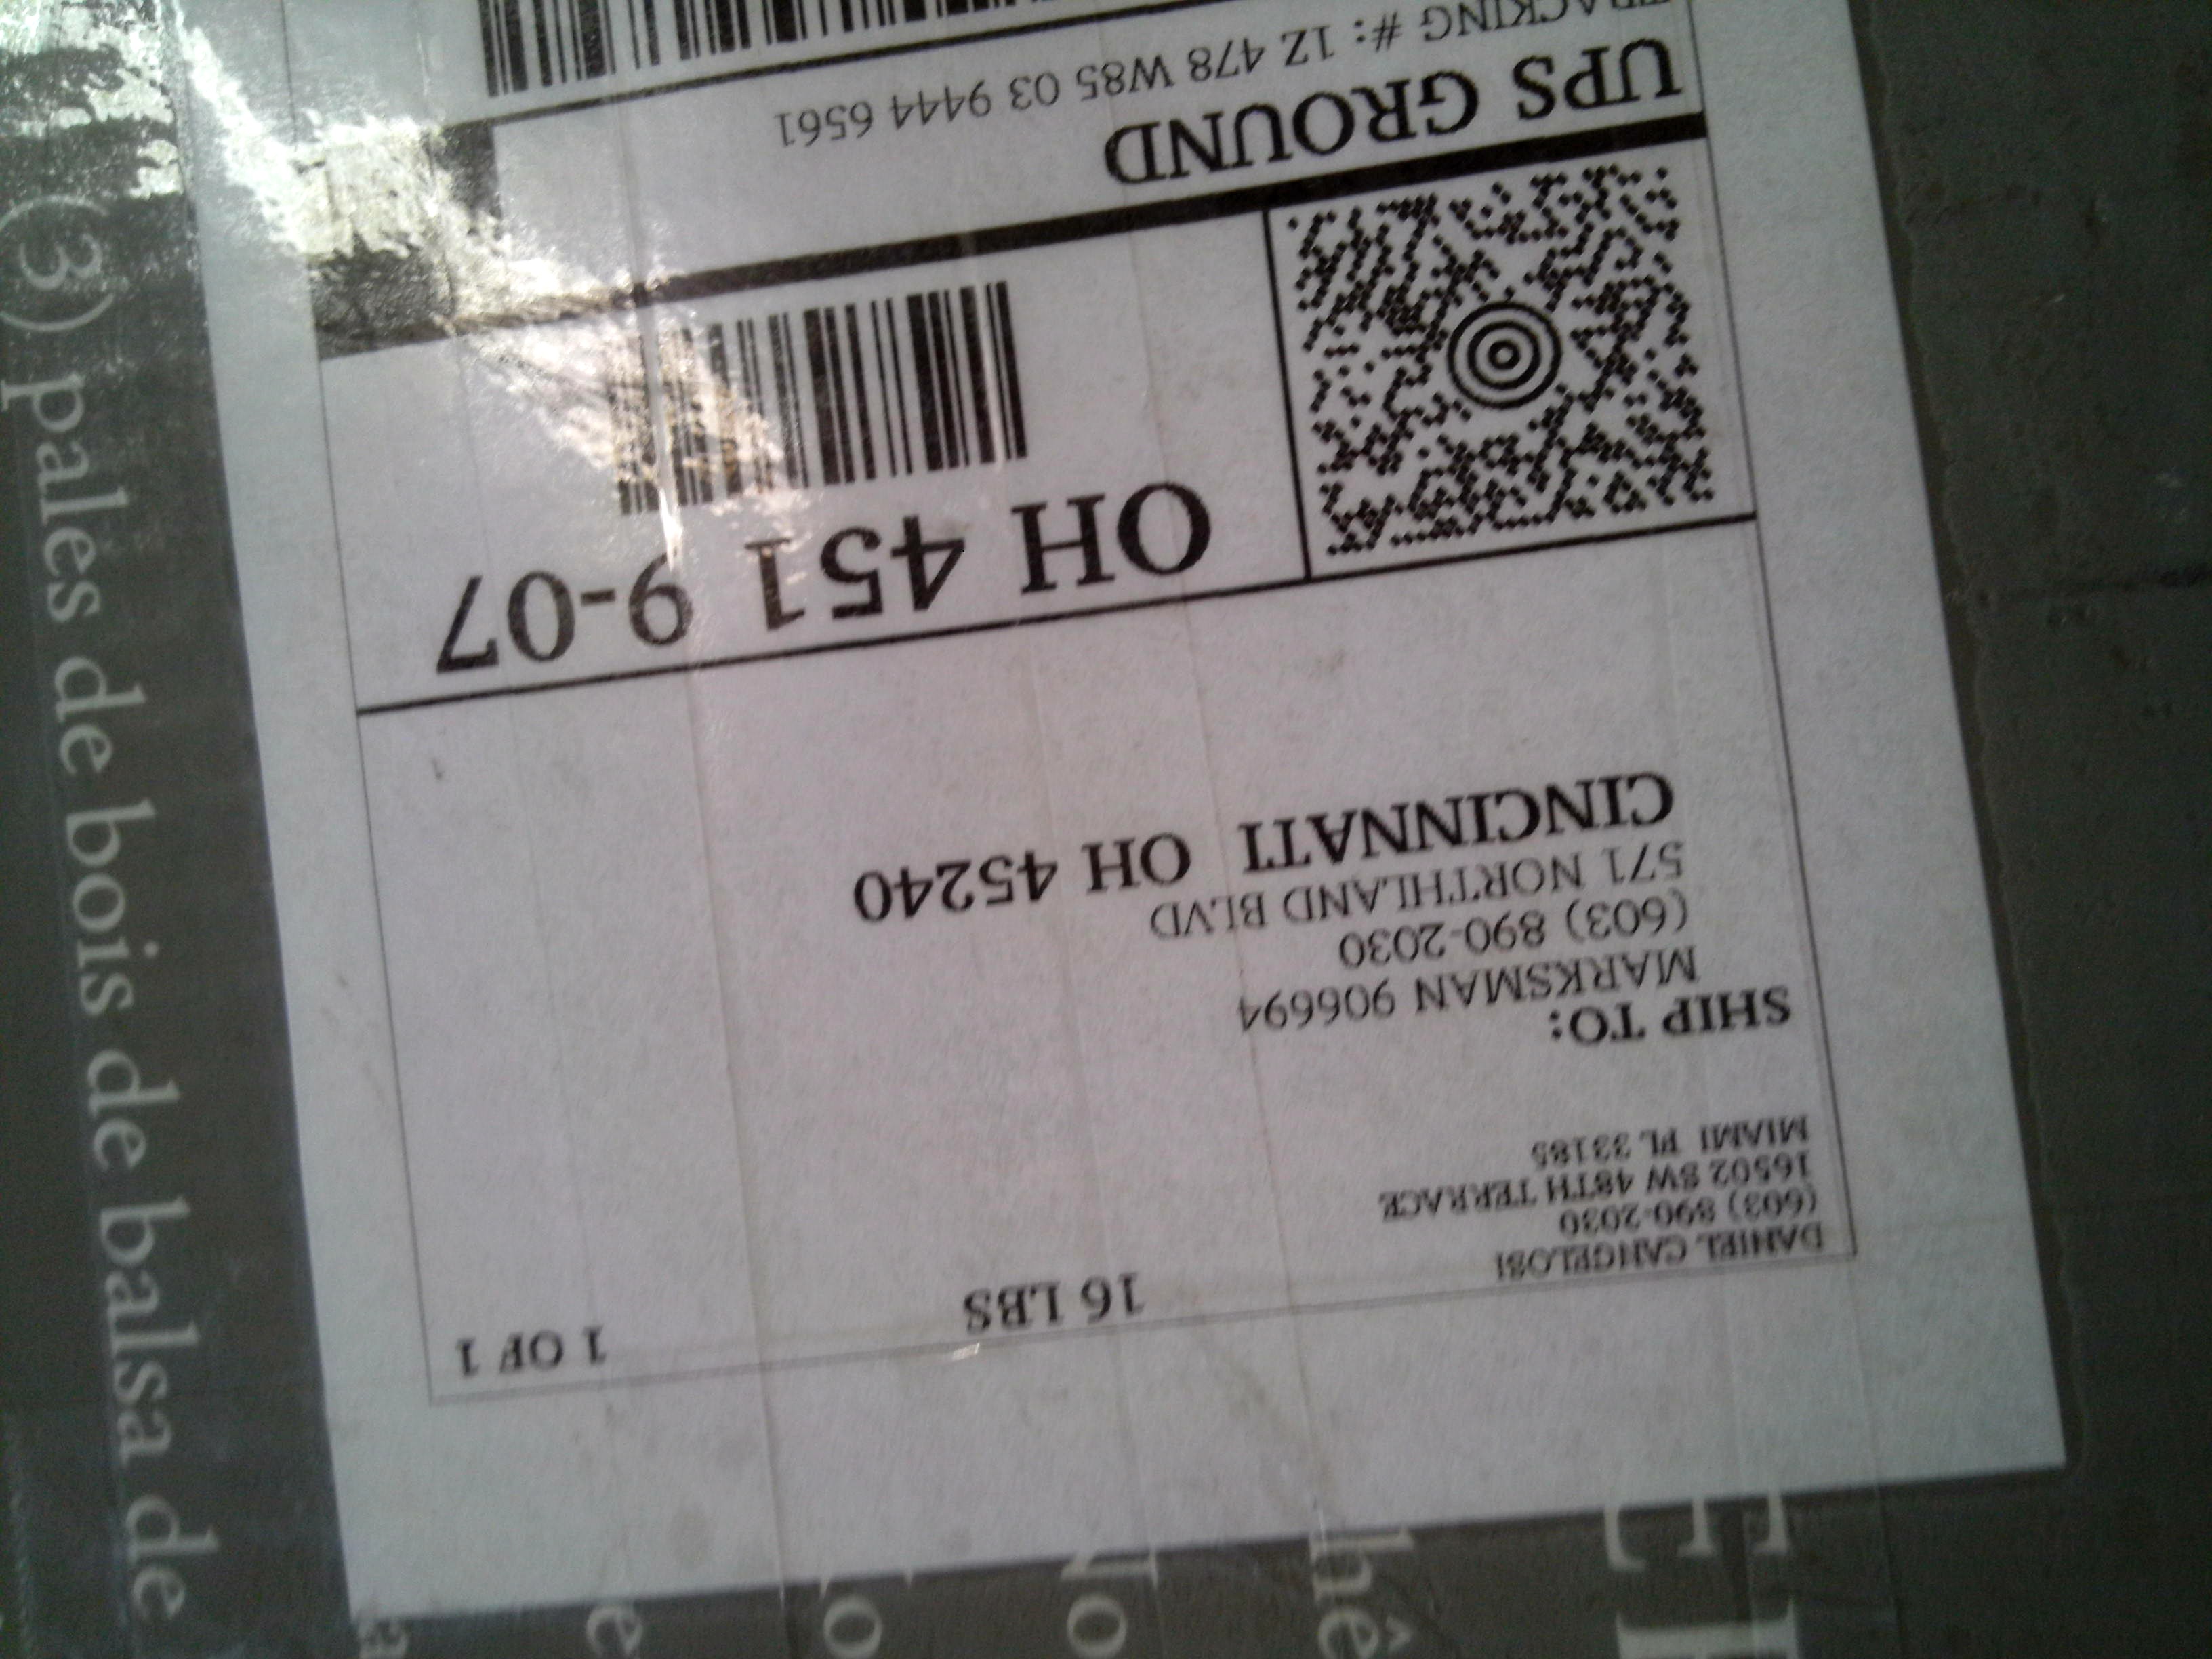 DANIEL CANGELOSI
(603) 890-2030
16502 SW 48TH TERRACE
MIAMI FL 33185
16 LBS
1 OF 1
SHIP TO:
MARKSMAN 906694
(603) 890-2030
571 NORTHLAND BLVD
CINCINNATI OH 45240
OH 451 9-07
UPS GROUND
TRACKING #: 1Z 478 W85 03 9444 6561
(3) pales de bois de balsa de